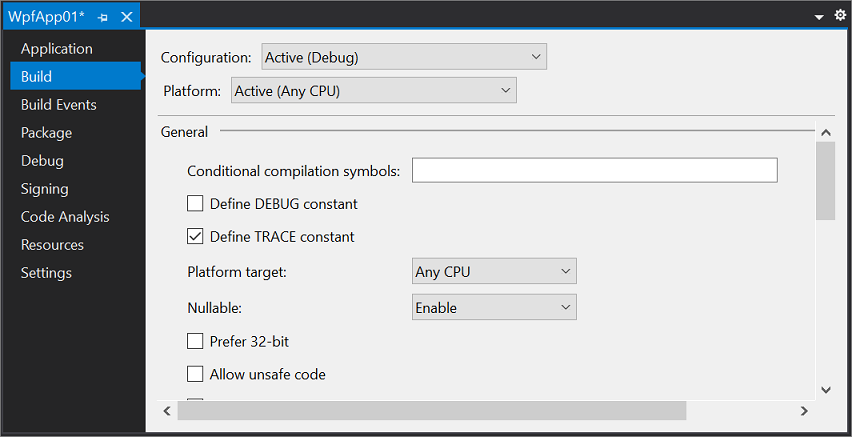 WpfApp01*
Application
Build
Build Events
Package
Debug
Signing
Code Analysis
Resources
Settings
Configuration: Active (Debug)
Platform: Active (Any CPU)
General
Conditional compilation symbols:
Define DEBUG constant
Define TRACE constant
Platform target: Any CPU
Nullable: Enable
Prefer 32-bit
Allow unsafe code